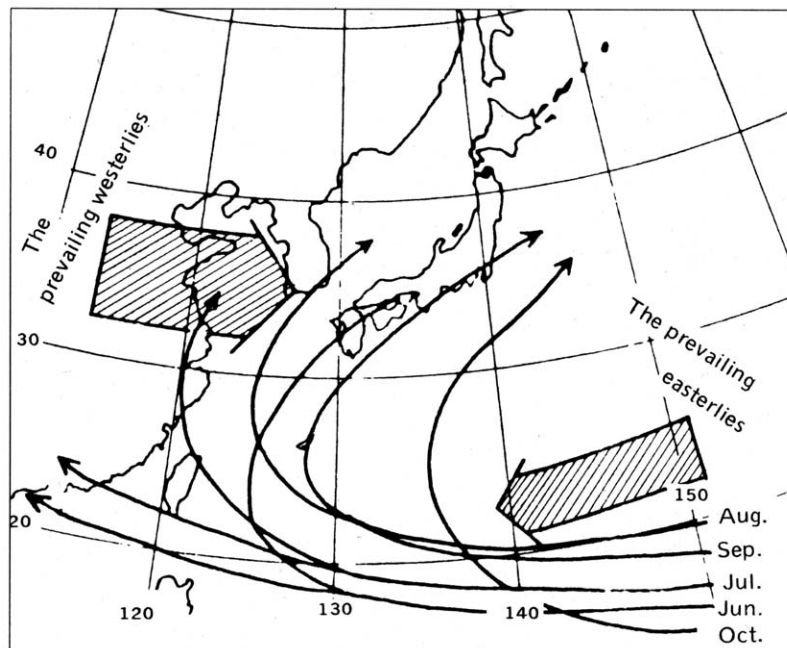 The
prevailing westerlies
40
30
20
The prevailing
easterlies
150
120
130
140
Aug.
Sep.
Jul.
Jun.
Oct.